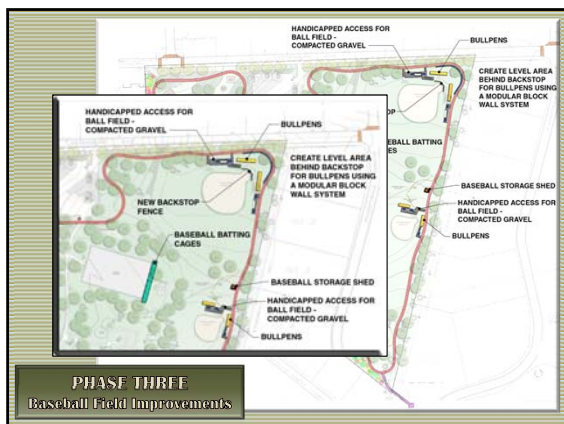 HANDICAPPED ACCESS FOR
BALL FIELD -
COMPACTED GRAVEL
BULLPENS
CREATE LEVEL AREA
BEHIND BACKSTOP
FOR BULLPENS USING
A MODULAR BLOCK
WALL SYSTEM
BASEBALL STORAGE SHED
HANDICAPPED ACCESS FOR
BALL FIELD -
COMPACTED GRAVEL
BULLPENS
HANDICAPPED ACCESS FOR
BALL FIELD -
COMPACTED GRAVEL
BULLPENS
CREATE LEVEL AREA
BEHIND BACKSTOP
FOR BULLPENS USING
A MODULAR BLOCK
WALL SYSTEM
NEW BACKSTOP
FENCE
BASEBALL BATTING
CAGES
BASEBALL STORAGE SHED
HANDICAPPED ACCESS FOR
BALL FIELD -
COMPACTED GRAVEL
BULLPENS
PHASE THREE
Baseball Field Improvements